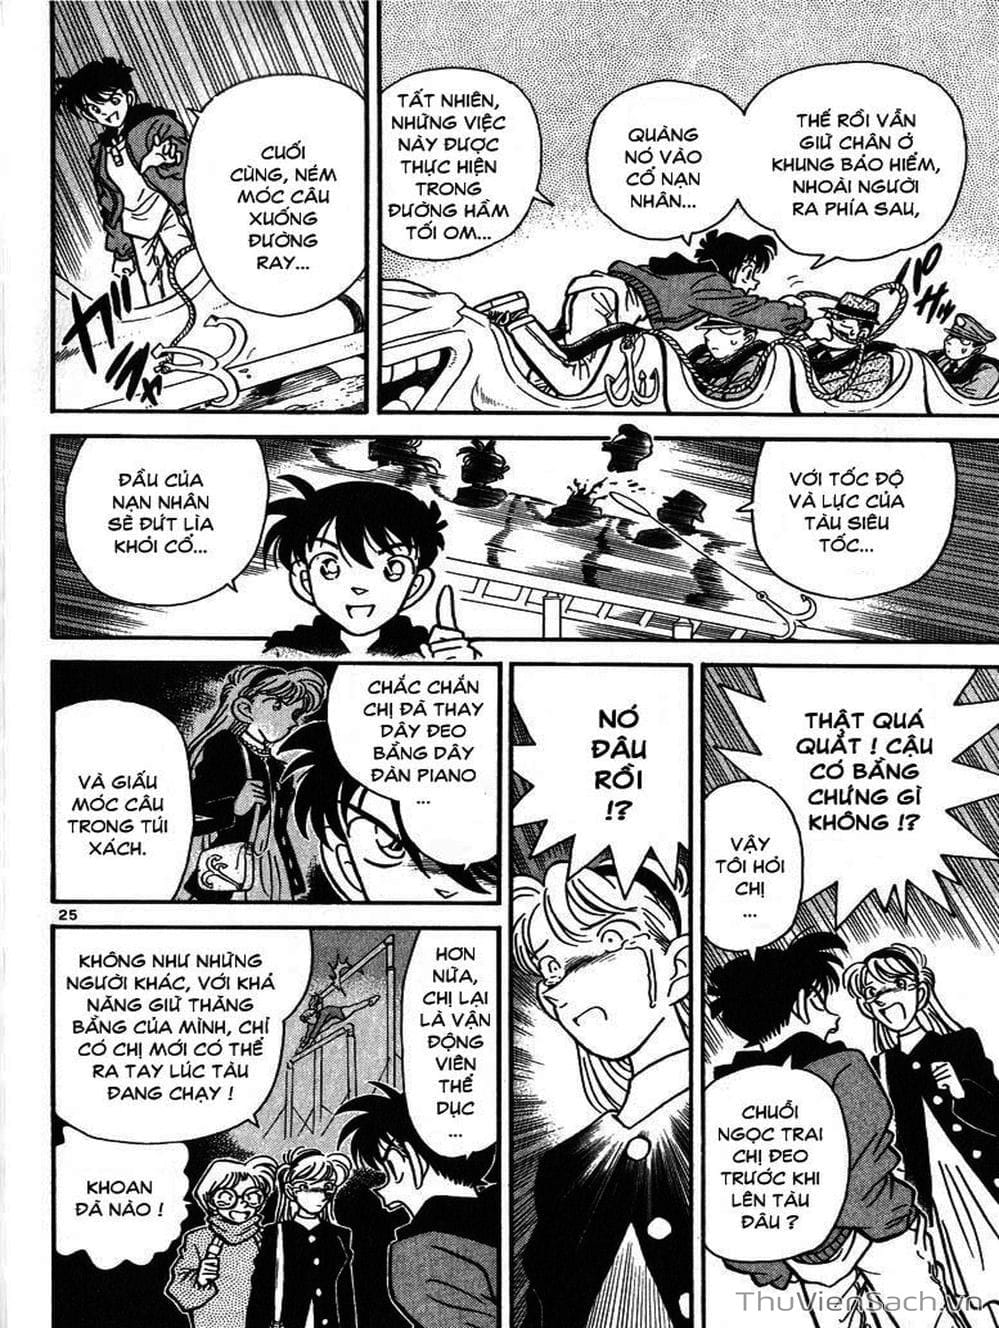 THẾ RỒI VẪN
GIỮ CHÂN Ở
KHUNG BẢO HIỂM,
NHOÀI NGƯỜI
RA PHÍA SAU,
QUÀNG
NÓ VÀO
CỔ NẠN
NHÂN...
TẤT NHIÊN,
NHỮNG VIỆC
NÀY ĐƯỢC
THỰC HIỆN
TRONG
ĐƯỜNG HẦM
TỐI OM...
CUỐI
CÙNG, NÉM
MÓC CÂU
XUỐNG
ĐƯỜNG
RAY...
VỚI TỐC ĐỘ
VÀ LỰC CỦA
TÀU SIÊU
TỐC...
ĐẦU CỦA
NẠN NHÂN
SẼ ĐỨT LÌA
KHỎI CỔ...
THẬT QUÁ
QUẮT ! CẬU
CÓ BẰNG
CHỨNG GÌ
KHÔNG !?
VẬY
TÔI HỎI
CHỊ
...
CHUỖI
NGỌC TRAI
CHỊ ĐEO
TRƯỚC KHI
LÊN TÀU
ĐÂU ?
NÓ
ĐÂU
RỒI
!?
CHẮC CHẮN
CHỊ ĐÃ THAY
DÂY ĐEO
BẰNG DÂY
ĐÀN PIANO
...
VÀ GIẤU
MÓC CÂU
TRONG TÚI
XÁCH.
25
HƠN
NỮA,
CHỊ LẠI
LÀ VẬN
ĐỘNG
VIÊN
THỂ
DỤC
...
KHÔNG NHƯ NHỮNG
NGƯỜI KHÁC, VỚI KHẢ
NĂNG GIỮ THĂNG
BẰNG CỦA MÌNH, CHỈ
CÓ CHỊ MỚI CÓ THỂ
RA TAY LÚC TÀU
ĐANG CHẠY !
KHOAN
ĐÃ NÀO !
ThuVienSach.vn